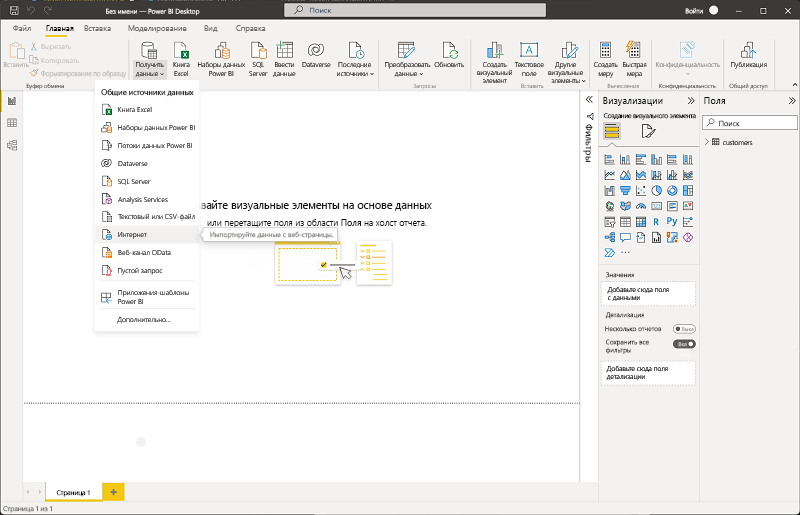 Без имени — Power BI Desktop
Поиск
Войти
Файл Главная Вставка Моделирование Вид Справка
Вставить
Вырезать
Копировать
Форматирование по образцу
Буфер обмена
Получить данные
Книга Excel
Наборы данных Power BI
SQL Server
Ввести данные
Dataverse
Последние источники
Преобразовать данные
Обновить
Запросы
Создать визуальный элемент
Текстовое поле
Другие визуальные элементы
Вставить
Создать меру
Быстрая мера
Вычисления
Конфиденциальность
Конфиденциальность
Публикация
Общий доступ
Общие источники данных
Книга Excel
Наборы данных Power BI
Потоки данных Power BI
Dataverse
SQL Server
Analysis Services
Текстовый или CSV-файл
Интернет
Импортируйте данные с веб-страницы.
Веб-канал OData
Пустой запрос
Приложения-шаблоны
Power BI
Дополнительно...
вайте визуальные элементы на основе данных
или перетащите поля из области Поля на холст отчета.
Фильтры
Визуализации
Создание визуального элемента
R Py
Значения
Добавьте сюда поля
с данными
Детализация
Несколько отчетов Выкл
Сохранить все
фильтры Вкл
Добавьте сюда поля
детализации
Поля
Поиск
customers
Страница 1
Страница 1 из 1